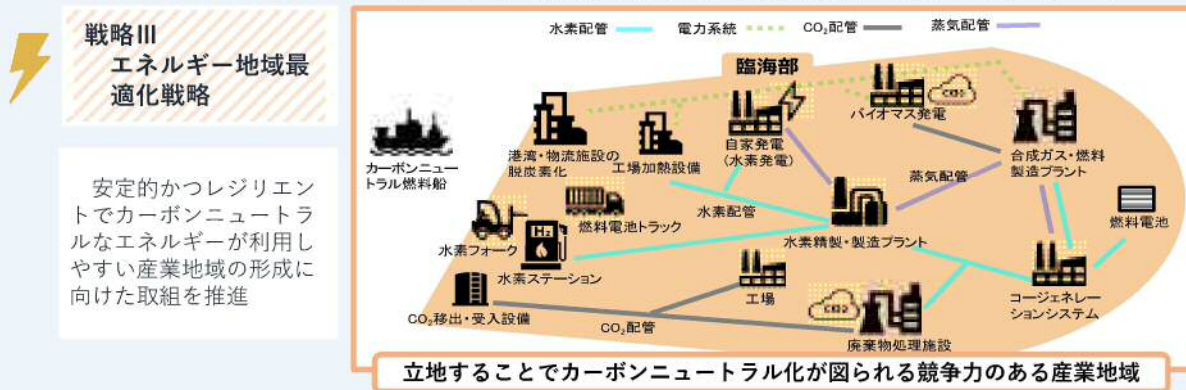 戦略Ⅲ
エネルギー地域最
適化戦略
安定的かつレジリエン
トでカーボンニュートラ
ルなエネルギーが利用し
やすい産業地域の形成に
向けた取組を推進
水素配管
電力系統
CO₂配管
蒸気配管
臨海部
カーボンニュー
トラル燃料船
港湾・物流施設の
脱炭素化
工場加熱設備
自家発電
(水素発電)
バイオマス発電
合成ガス・燃料
製造プラント
蒸気配管
水素配管
燃料電池トラック
水素フォーク
H₂
水素ステーション
水素精製・製造プラント
燃料電池
工場
コージェネレー
ションシステム
CO₂移出・受入設備
CO₂配管
廃棄物処理施設
立地することでカーボンニュートラル化が図られる競争力のある産業地域